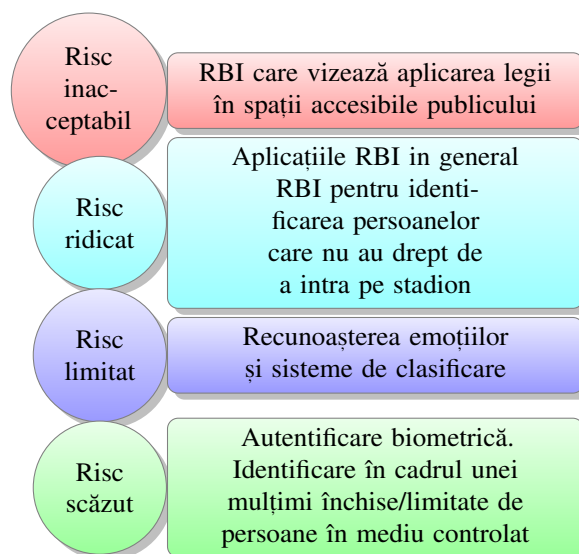 Risc
inac-
ceptabil
RBI care vizează aplicarea legii
în spații accesibile publicului
Risc
ridicat
Aplicațiile RBI in general
RBI pentru identi-
ficarea persoanelor
care nu au drept de
a intra pe stadion
Risc
limitat
Recunoașterea emoțiilor
și sisteme de clasificare
Risc
scăzut
Autentificare biometrică.
Identificare în cadrul unei
mulțimi închise/limitate de
persoane în mediu controlat